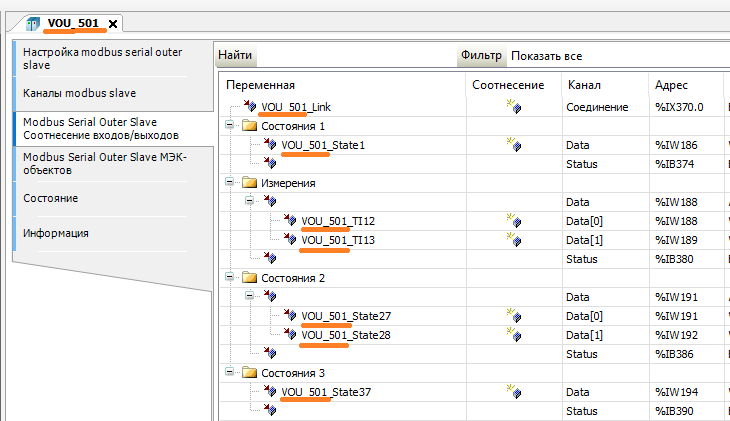 VOU_501
Настройка modbus serial outer
slave
Каналы modbus slave
Modbus Serial Outer Slave
Соотнесение входов/выходов
Modbus Serial Outer Slave МЭК-
объектов
Состояние
Информация
Найти Фильтр Показать все
Переменная Соотнесение Канал Адрес
VOU_501_Link Соединение %IX370.0
Состояния 1
VOU_501_State1 Data %IW186
Status %IB374
Измерения
Data %IW188
VOU_501_TI12 Data[0] %IW188
VOU_501_TI13 Data[1] %IW189
Status %IB380
Состояния 2
Data %IW191
VOU_501_State27 Data[0] %IW191
VOU_501_State28 Data[1] %IW192
Status %IB386
Состояния 3
VOU_501_State37 Data %IW194
Status %IB390